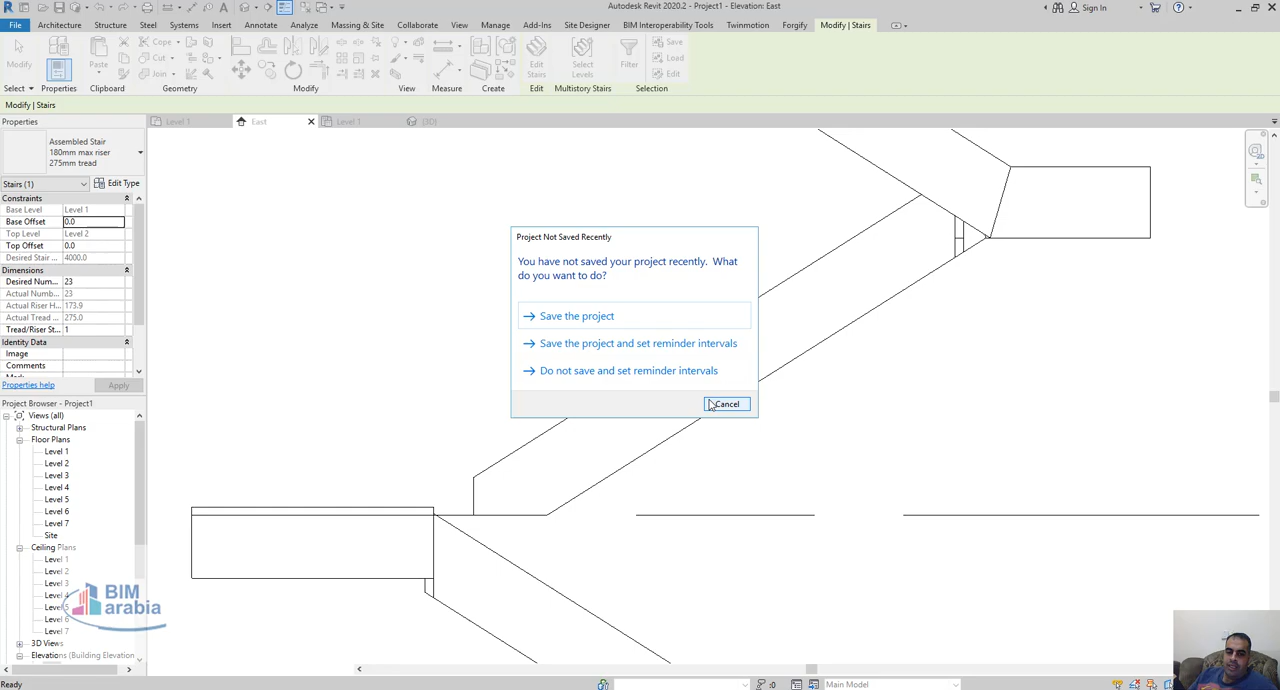 Autodesk Revit 2020.2 - Project1 - Elevation: East
Sign In
File Architecture Structure Steel Systems Insert Annotate Analyze Massing & Site Collaborate View Manage Add-Ins Site Designer BIM Interoperability Tools Twinmotion Forgify Modify | Stairs
Modify Paste Cope Cut Join Edit Stairs Select Levels Filter Save Load Edit
Select Properties Clipboard Geometry Modify View Measure Create Edit Multistory Stairs Selection
Modify | Stairs
Properties
Level 1 East Level 1 {3D}
Assembled Stair
180mm max riser
275mm tread
Stairs (1) Edit Type
Constraints
Base Level Level 1
Base Offset 0.0
Top Level Level 2
Top Offset 0.0
Desired Stair ... 4000.0
Dimensions
Desired Num... 23
Actual Numb... 23
Actual Riser H... 173.9
Actual Tread ... 275.0
Tread/Riser St... 1
Identity Data
Image
Comments
Properties help Apply
Project Browser - Project1
Views (all)
Structural Plans
Floor Plans
Level 1
Level 2
Level 3
Level 4
Level 5
Level 6
Level 7
Site
Ceiling Plans
Level 1
Level 2
Level 3
Level 4
Level 5
Level 6
Level 7
3D Views
Elevations (Building Elevation)
Project Not Saved Recently
You have not saved your project recently. What
do you want to do?
Save the project
Save the project and set reminder intervals
Do not save and set reminder intervals
Cancel
BIM
arabia
Ready
:0
Main Model